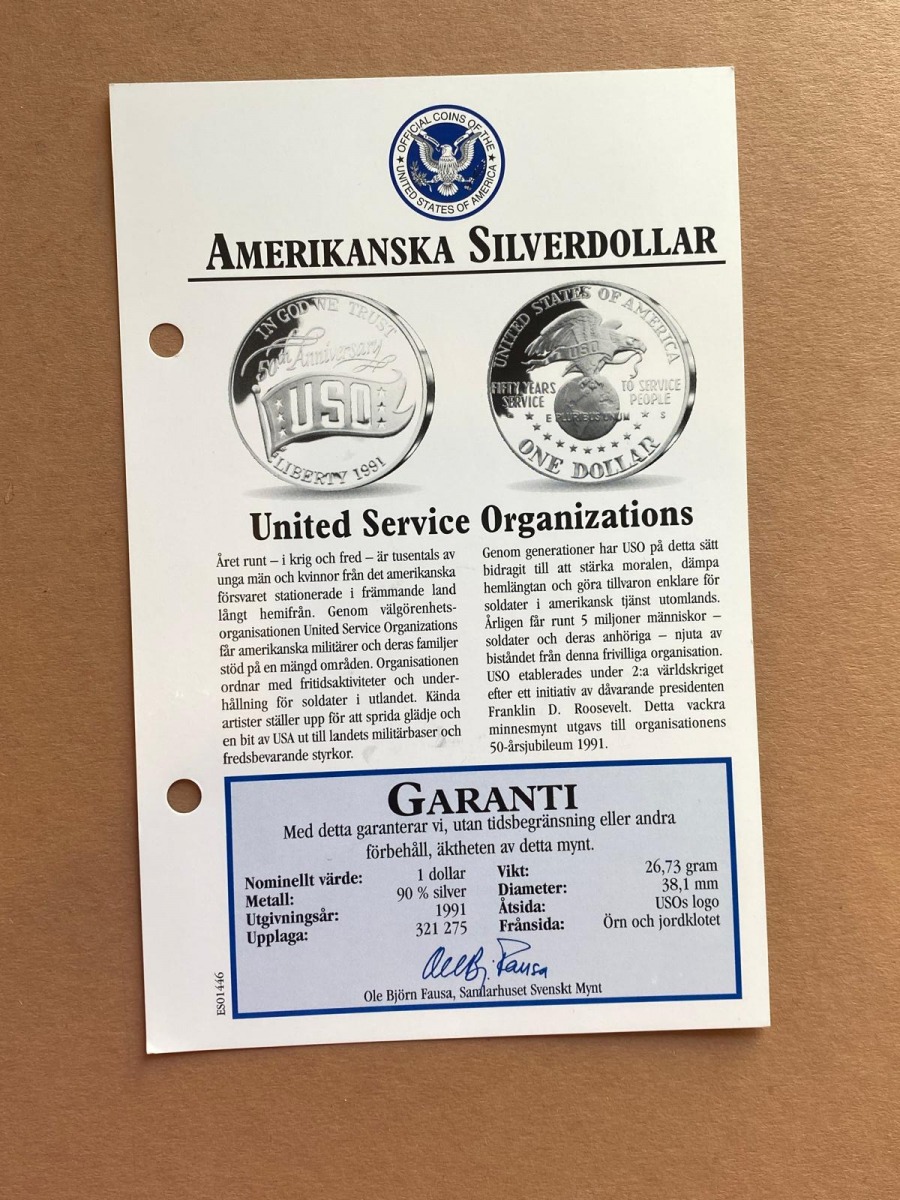 OFFICIAL COINS OF THE
UNITED STATES OF AMERICA
AMERIKANSKA SILVERDOLLAR
IN GOD WE TRUST
50th Anniversary
USO
LIBERTY 1991
UNITED STATES OF AMERICA
USO
FIFTY YEARS
SERVICE
TO SERVICE
PEOPLE
E PLURIBUS UNUM
S
ONE DOLLAR
United Service Organizations
Året runt – i krig och fred – är tusentals av
unga män och kvinnor från det amerikanska
försvaret stationerade i främmande land
långt hemifrån. Genom välgörenhets-
organisationen United Service Organizations
får amerikanska militärer och deras familjer
stöd på en mängd områden. Organisationen
ordnar med fritidsaktiviteter och under-
hållning för soldater i utlandet. Kända
artister ställer upp för att sprida glädje och
en bit av USA ut till landets militärbaser och
fredsbevarande styrkor.
Genom generationer har USO på detta sätt
bidragit till att stärka moralen, dämpa
hemlängtan och göra tillvaron enklare för
soldater i amerikansk tjänst utomlands.
Årligen får runt 5 miljoner människor –
soldater och deras anhöriga – njuta av
biståndet från denna frivilliga organisation.
USO etablerades under 2:a världskriget
efter ett initiativ av dåvarande presidenten
Franklin D. Roosevelt. Detta vackra
minnesmynt utgavs till organisationens
50-årsjubileum 1991.
GARANTI
Med detta garanterar vi, utan tidsbegränsning eller andra
förbehåll, äktheten av detta mynt.
Nominellt värde: 1 dollar
Metall: 90 % silver
Utgivningsår: 1991
Upplaga: 321 275
Vikt: 26,73 gram
Diameter: 38,1 mm
Åtsida: USOs logo
Frånsida: Örn och jordklotet
Ole Bj. Fausa
Ole Björn Fausa, Samlarhuset Svenskt Mynt
ES01446